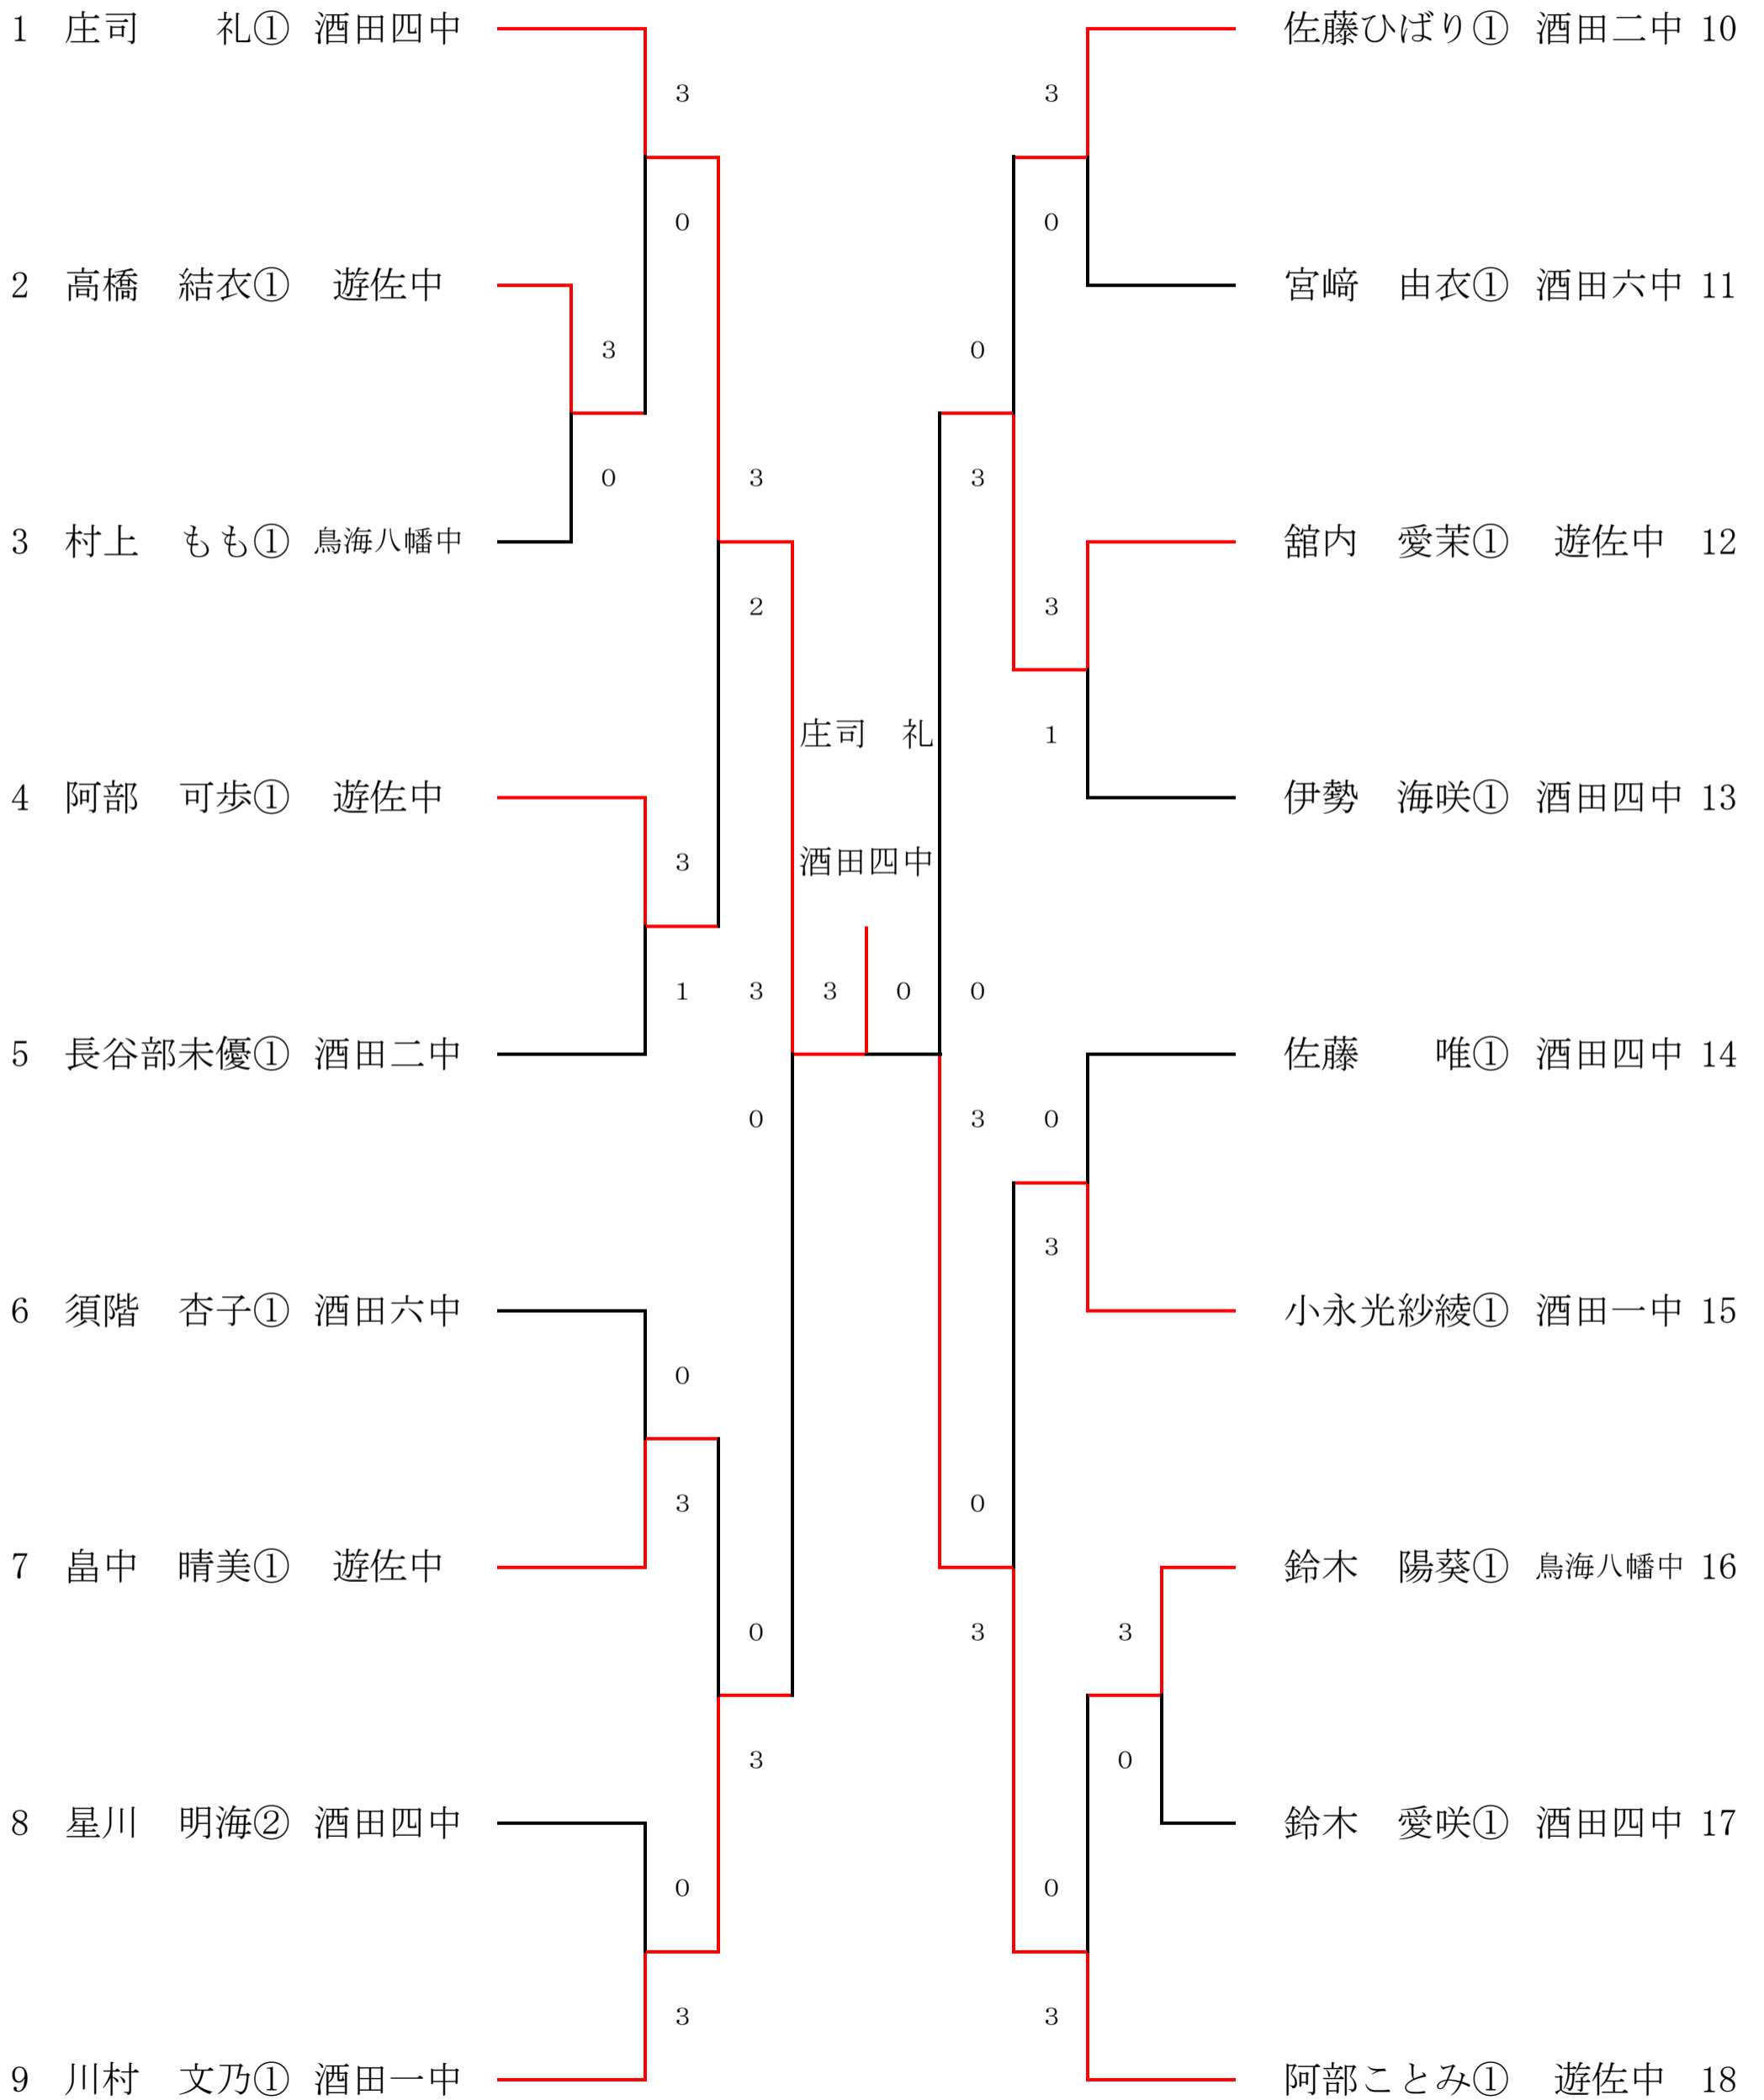 1 庄司　　礼① 酒田四中
佐藤ひばり① 酒田二中 10
3
3
0
0
2 高橋　結衣① 遊佐中
宮﨑　由衣① 酒田六中 11
3
0
0
3
3
3 村上　もも① 鳥海八幡中
舘内　愛茉① 遊佐中 12
2
3
庄司　礼
1
4 阿部　可歩① 遊佐中
伊勢　海咲① 酒田四中 13
3
酒田四中
1 3 3 0 0
5 長谷部未優① 酒田二中
佐藤　　唯① 酒田四中 14
0
3 0
3
6 須階　杏子① 酒田六中
小永光紗綾① 酒田一中 15
0
3
0
7 畠中　晴美① 遊佐中
鈴木　陽葵① 鳥海八幡中 16
0
3
3
3
0
8 星川　明海② 酒田四中
鈴木　愛咲① 酒田四中 17
0
0
3
3
9 川村　文乃① 酒田一中
阿部ことみ① 遊佐中 18